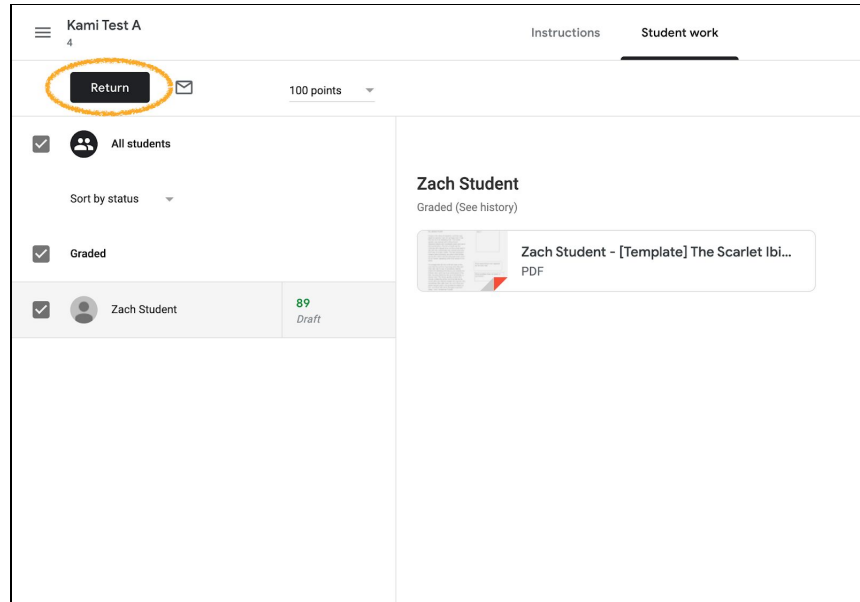 Kami Test A
4
Instructions
Student work
Return
100 points
All students
Sort by status
Graded
Zach Student
89
Draft
Zach Student
Graded (See history)
Zach Student - [Template] The Scarlet Ibi...
PDF